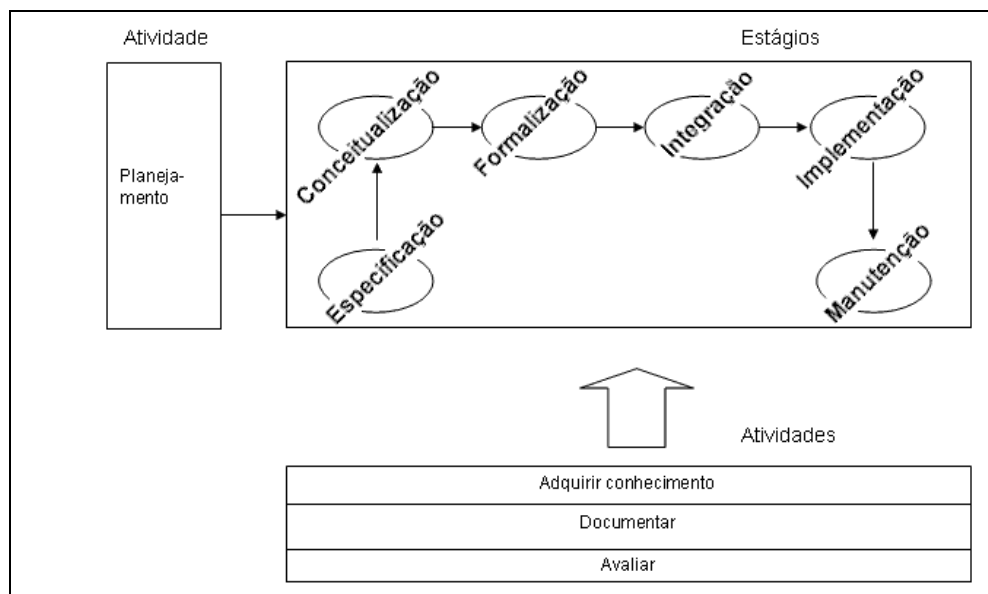 Atividade
Estágios
Planeja-
mento
Especificação
Conceitualização
Formalização
Integração
Implementação
Manutenção
Atividades
Adquirir conhecimento
Documentar
Avaliar